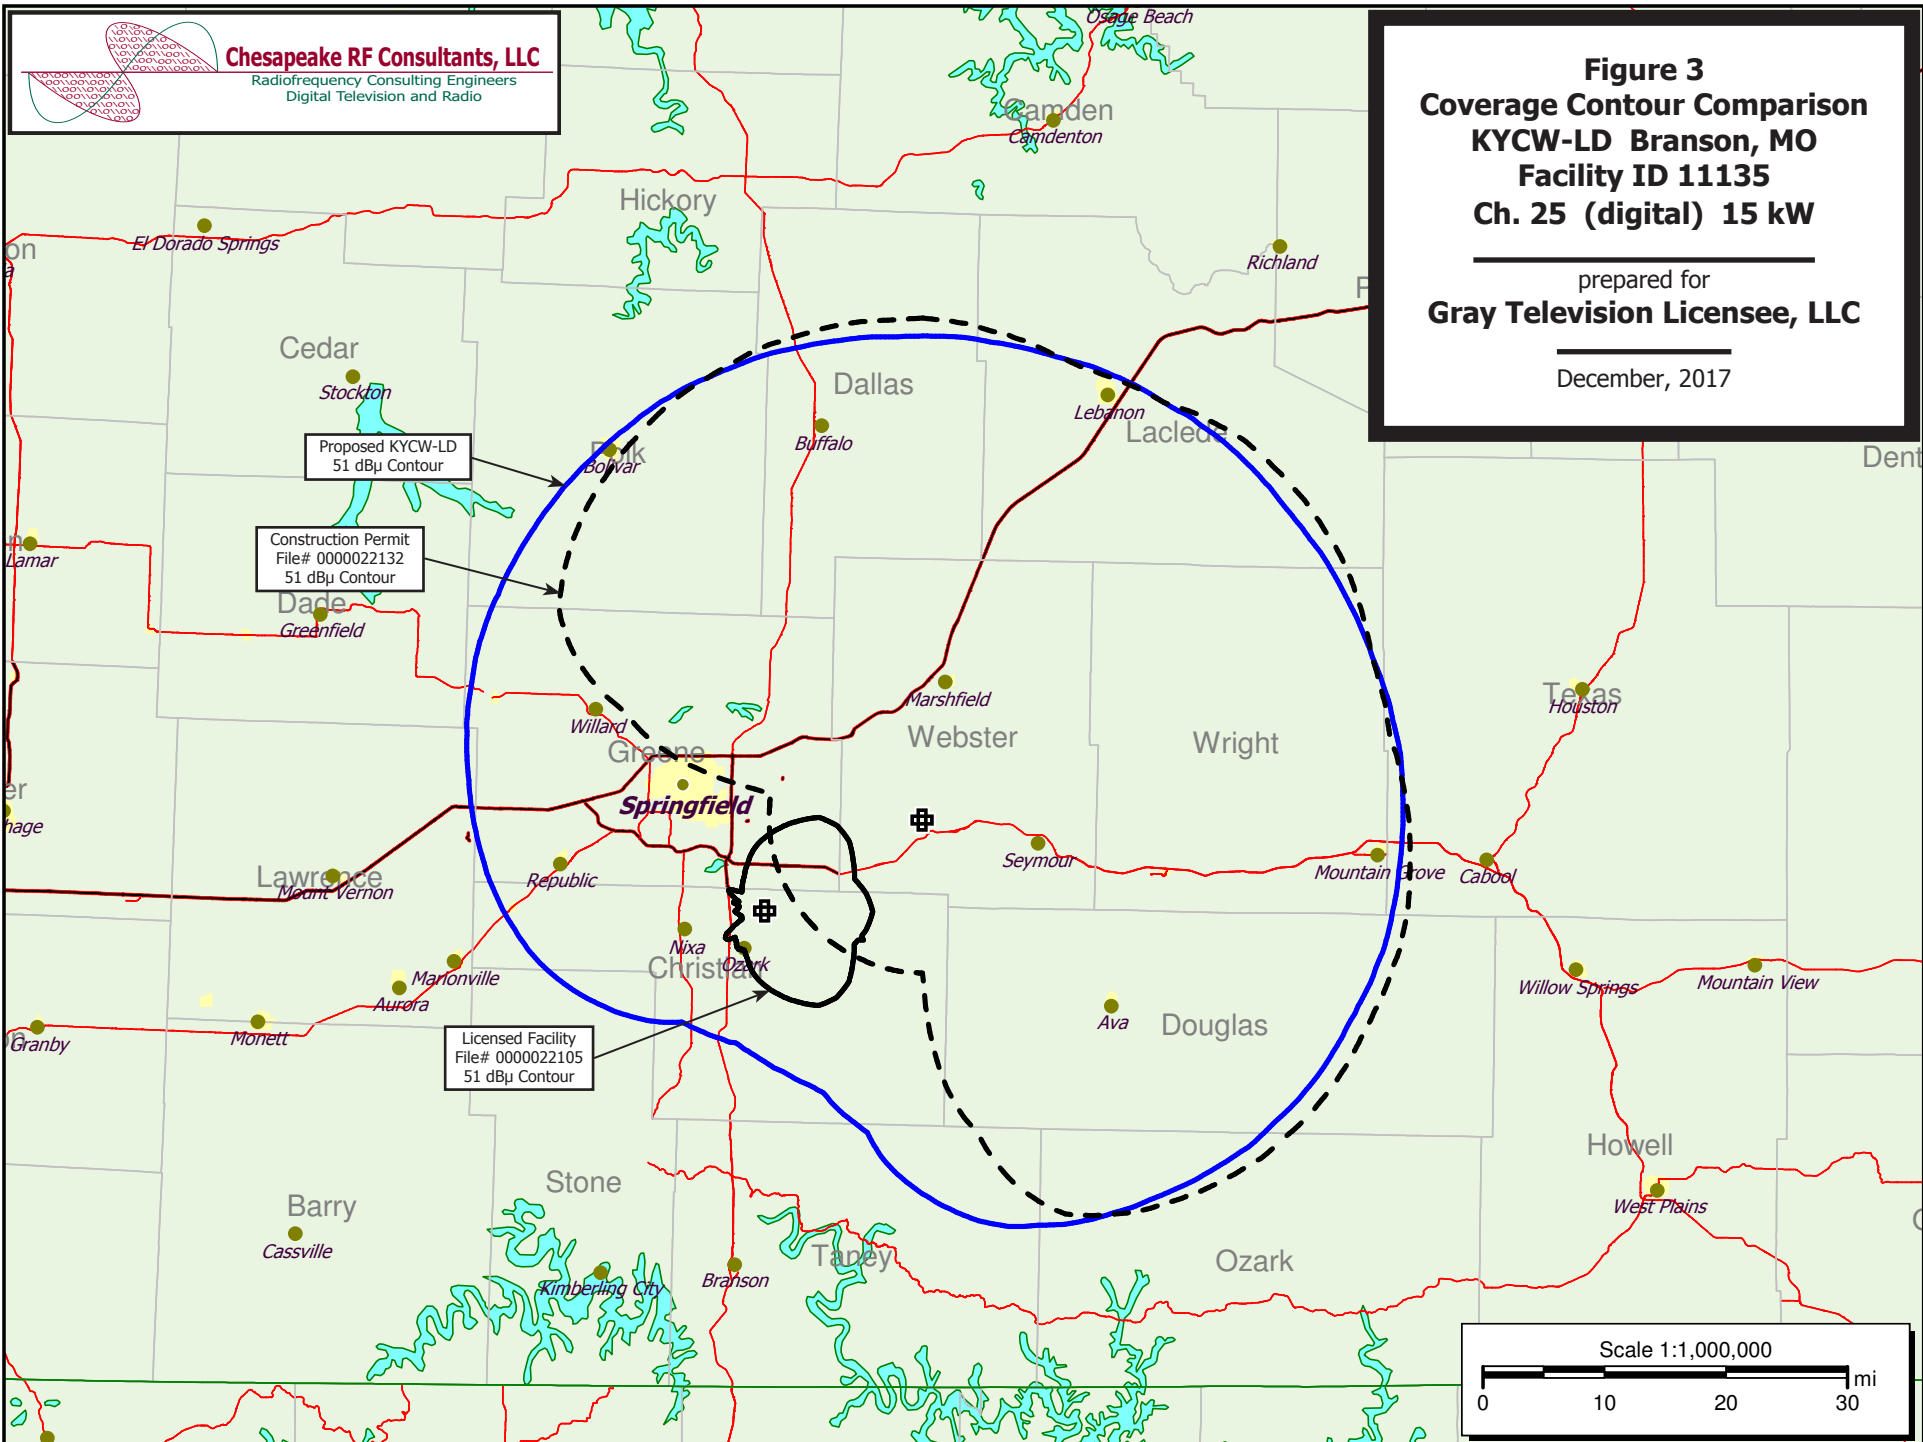 Chesapeake RF Consultants, LLC
Radiofrequency Consulting Engineers
Digital Television and Radio
Figure 3
Coverage Contour Comparison
KYCW-LD Branson, MO
Facility ID 11135
Ch. 25 (digital) 15 kW
prepared for
Gray Television Licensee, LLC
December, 2017
Osage Beach
Camden
Camdenton
Hickory
El Dorado Springs
Richland
Cedar
Stockton
Dallas
Buffalo
Lebanon
Laclede
Dent
Polk
Bolivar
Proposed KYCW-LD
51 dBµ Contour
Construction Permit
File# 0000022132
51 dBµ Contour
Lamar
Dade
Greenfield
Marshfield
Webster
Wright
Texas
Houston
Willard
Greene
Springfield
Seymour
Mountain Grove
Cabool
Republic
Lawrence
Mount Vernon
Nixa
Ozark
Christian
Marionville
Aurora
Monett
Granby
Willow Springs
Mountain View
Ava
Douglas
Licensed Facility
File# 0000022105
51 dBµ Contour
Howell
West Plains
Stone
Barry
Cassville
Kimberling City
Branson
Taney
Ozark
Scale 1:1,000,000
mi
0 10 20 30